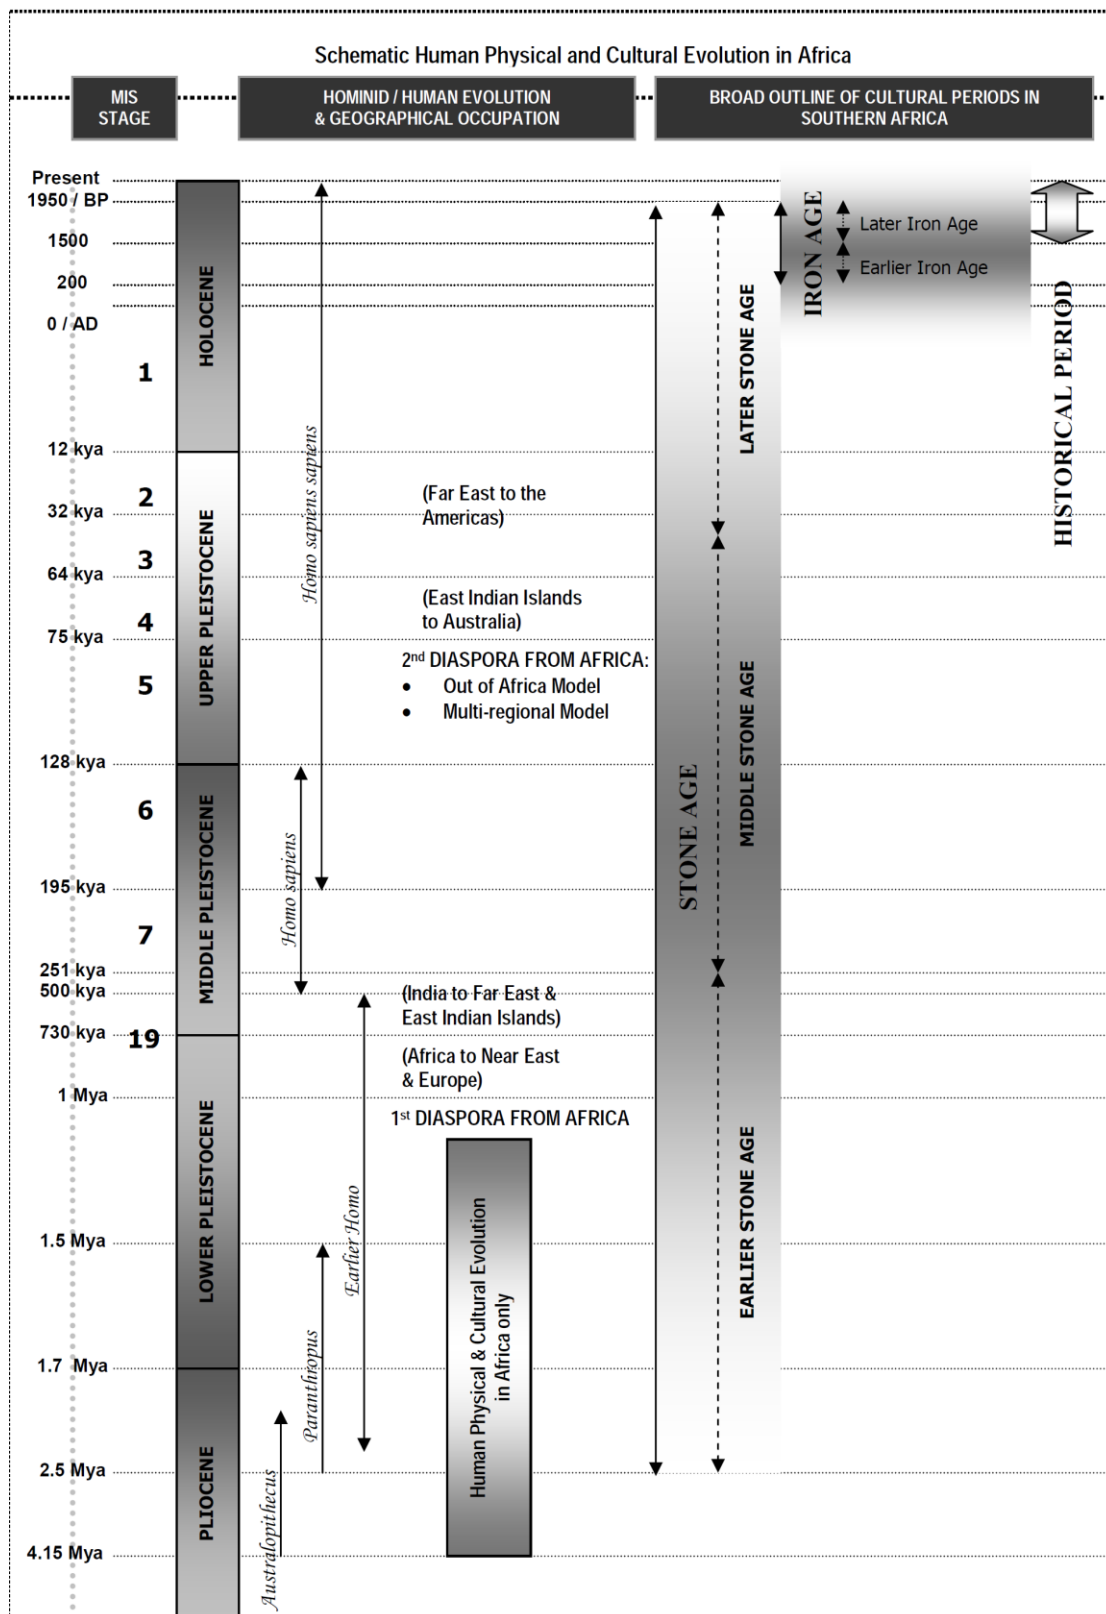 Schematic Human Physical and Cultural Evolution in Africa
MIS
STAGE
HOMINID / HUMAN EVOLUTION
& GEOGRAPHICAL OCCUPATION
BROAD OUTLINE OF CULTURAL PERIODS IN
SOUTHERN AFRICA
Present
1950 / BP
1500
200
0 / AD
1
12 kya
2
32 kya
3
64 kya
4
75 kya
5
128 kya
6
195 kya
7
251 kya
500 kya
730 kya
19
1 Mya
1.5 Mya
1.7 Mya
2.5 Mya
4.15 Mya
HOLOCENE
UPPER PLEISTOCENE
MIDDLE PLEISTOCENE
LOWER PLEISTOCENE
PLIOCENE
Homo sapiens sapiens
Homo sapiens
Earlier Homo
Paranthropus
Australopithecus
(Far East to the
Americas)
(East Indian Islands
to Australia)
2nd DIASPORA FROM AFRICA:
• Out of Africa Model
• Multi-regional Model
(India to Far East &
East Indian Islands)
(Africa to Near East
& Europe)
1st DIASPORA FROM AFRICA
Human Physical & Cultural Evolution
in Africa only
STONE AGE
LATER STONE AGE
MIDDLE STONE AGE
EARLIER STONE AGE
IRON AGE
Later Iron Age
Earlier Iron Age
HISTORICAL PERIOD